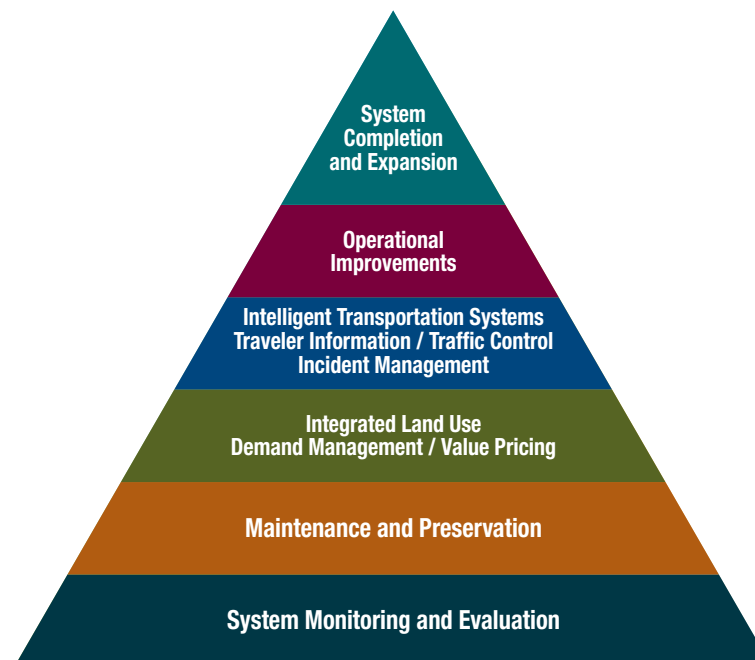 System
Completion
and Expansion
Operational
Improvements
Intelligent Transportation Systems
Traveler Information / Traffic Control
Incident Management
Integrated Land Use
Demand Management / Value Pricing
Maintenance and Preservation
System Monitoring and Evaluation